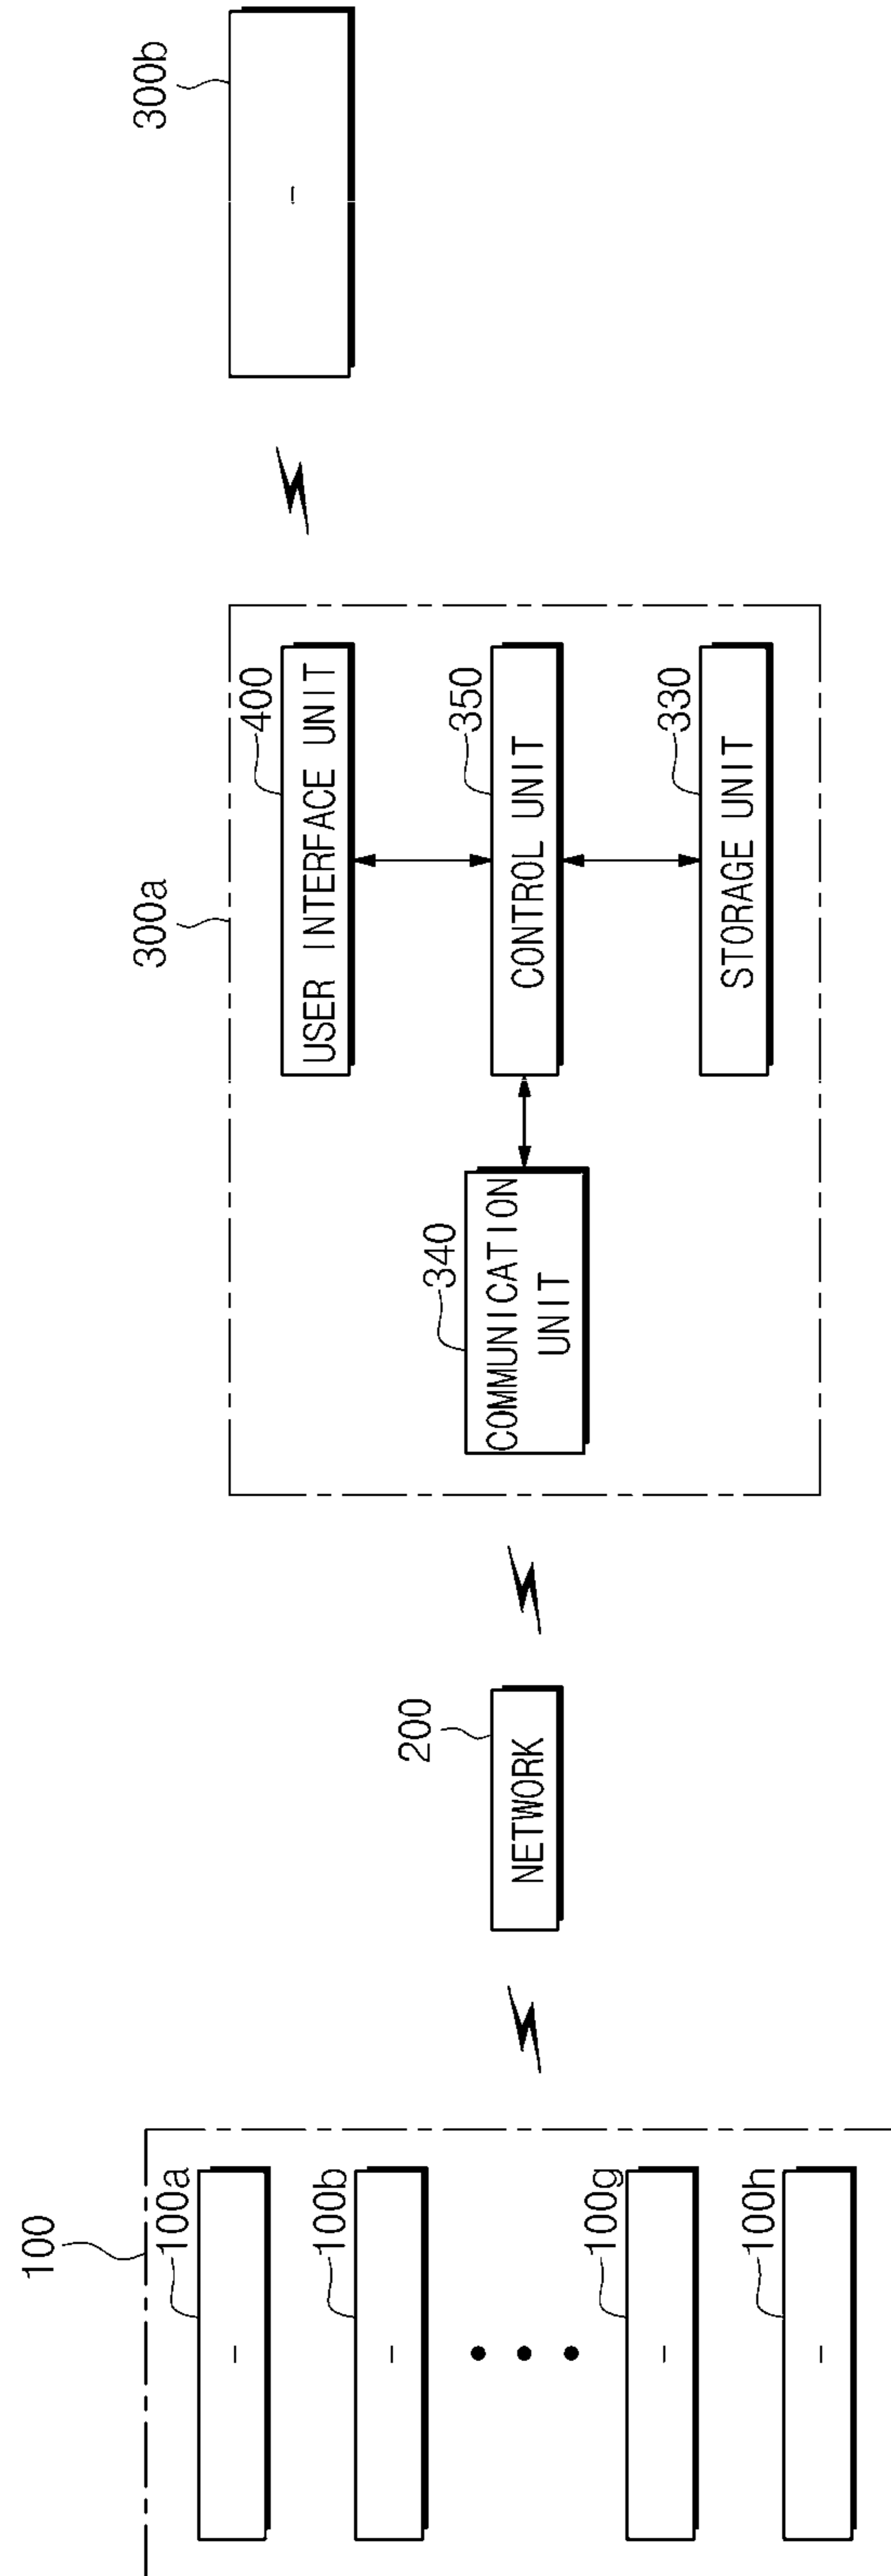 100
100a
–
100b
–
100g
–
100h
–
200
NETWORK
300a
340
COMMUNICATION
UNIT
400
USER INTERFACE UNIT
350
CONTROL UNIT
330
STORAGE UNIT
300b
–